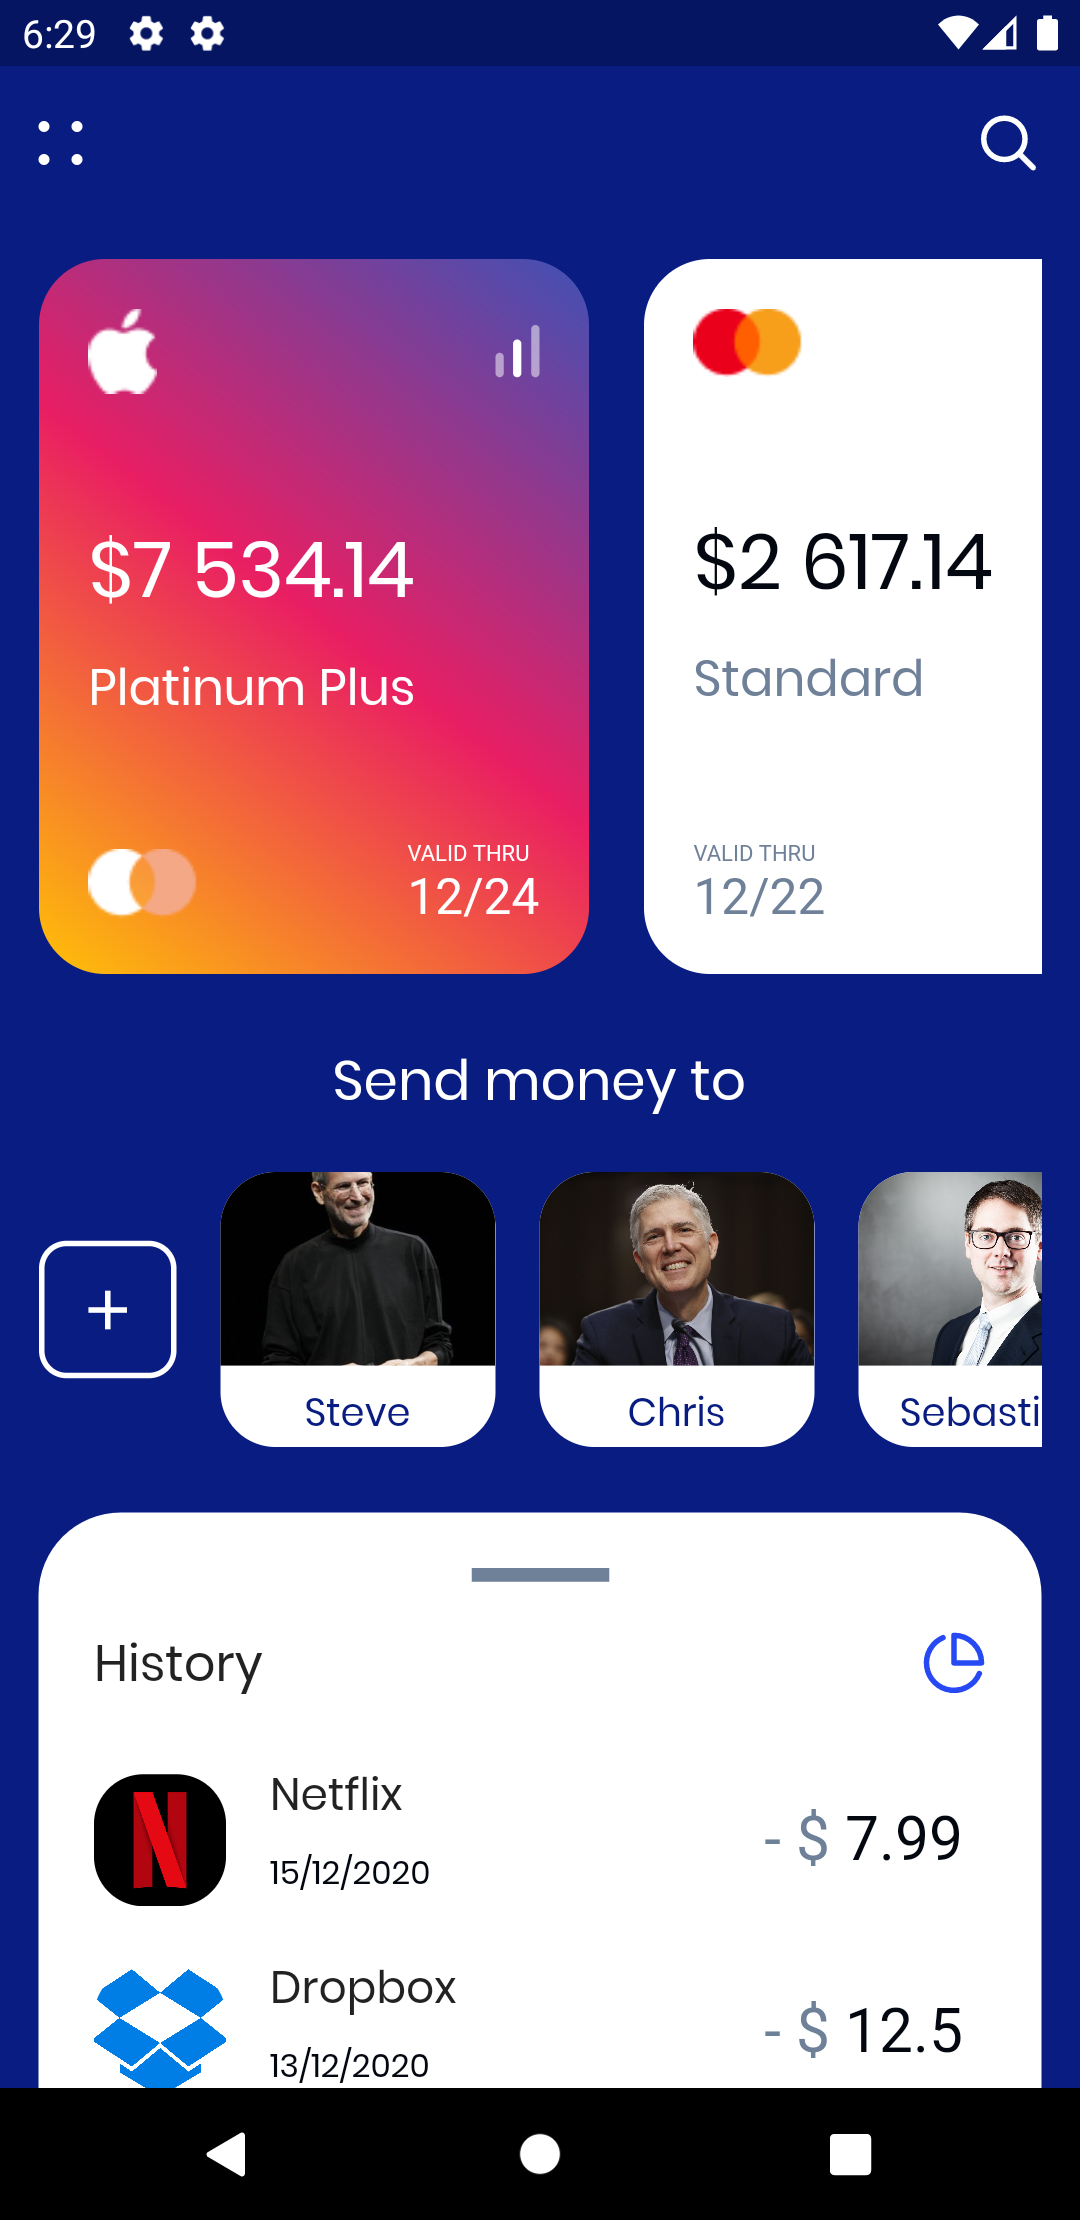 6:29
$7 534.14
Platinum Plus
VALID THRU
12/24
$2 617.14
Standard
VALID THRU
12/22
Send money to
Steve
Chris
Sebasti
History
Netflix
15/12/2020
- $ 7.99
Dropbox
13/12/2020
- $ 12.5